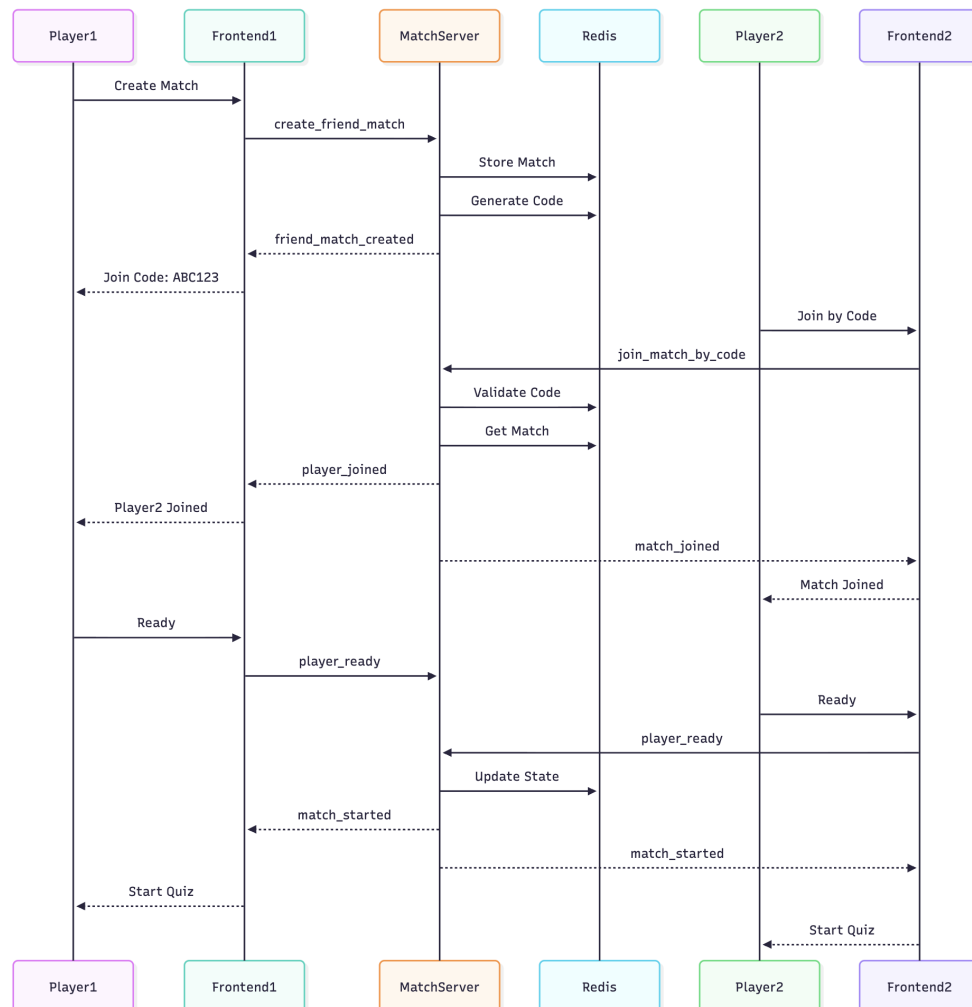 Player1
Frontend1
MatchServer
Redis
Player2
Frontend2
Create Match
create_friend_match
Store Match
Generate Code
friend_match_created
Join Code: ABC123
Join by Code
join_match_by_code
Validate Code
Get Match
player_joined
Player2 Joined
match_joined
Match Joined
Ready
player_ready
Ready
player_ready
Update State
match_started
match_started
Start Quiz
Start Quiz
Player1
Frontend1
MatchServer
Redis
Player2
Frontend2